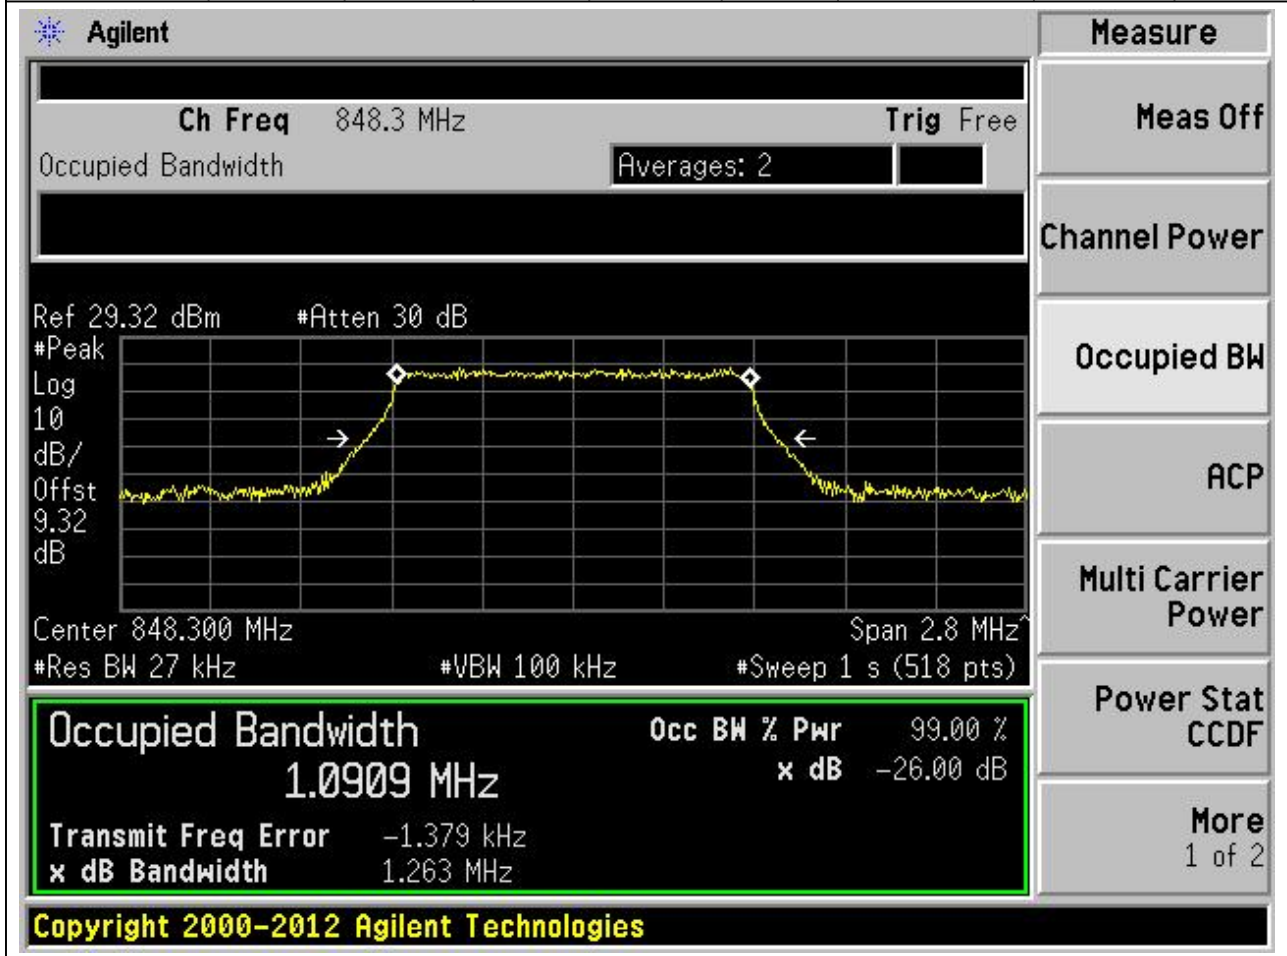 Agilent
Measure
Ch Freq 848.3 MHz Trig Free
Meas Off
Occupied Bandwidth Averages: 2
Channel Power
Ref 29.32 dBm #Atten 30 dB
#Peak
Log
10
dB/
Offst
9.32
dB
Occupied BW
ACP
Multi Carrier
Power
Center 848.300 MHz Span 2.8 MHz^
#Res BW 27 kHz #VBW 100 kHz #Sweep 1 s (518 pts)
Power Stat
CCDF
Occupied Bandwidth Occ BW % Pwr 99.00 %
1.0909 MHz x dB -26.00 dB
Transmit Freq Error -1.379 kHz
x dB Bandwidth 1.263 MHz
More
1 of 2
Copyright 2000-2012 Agilent Technologies